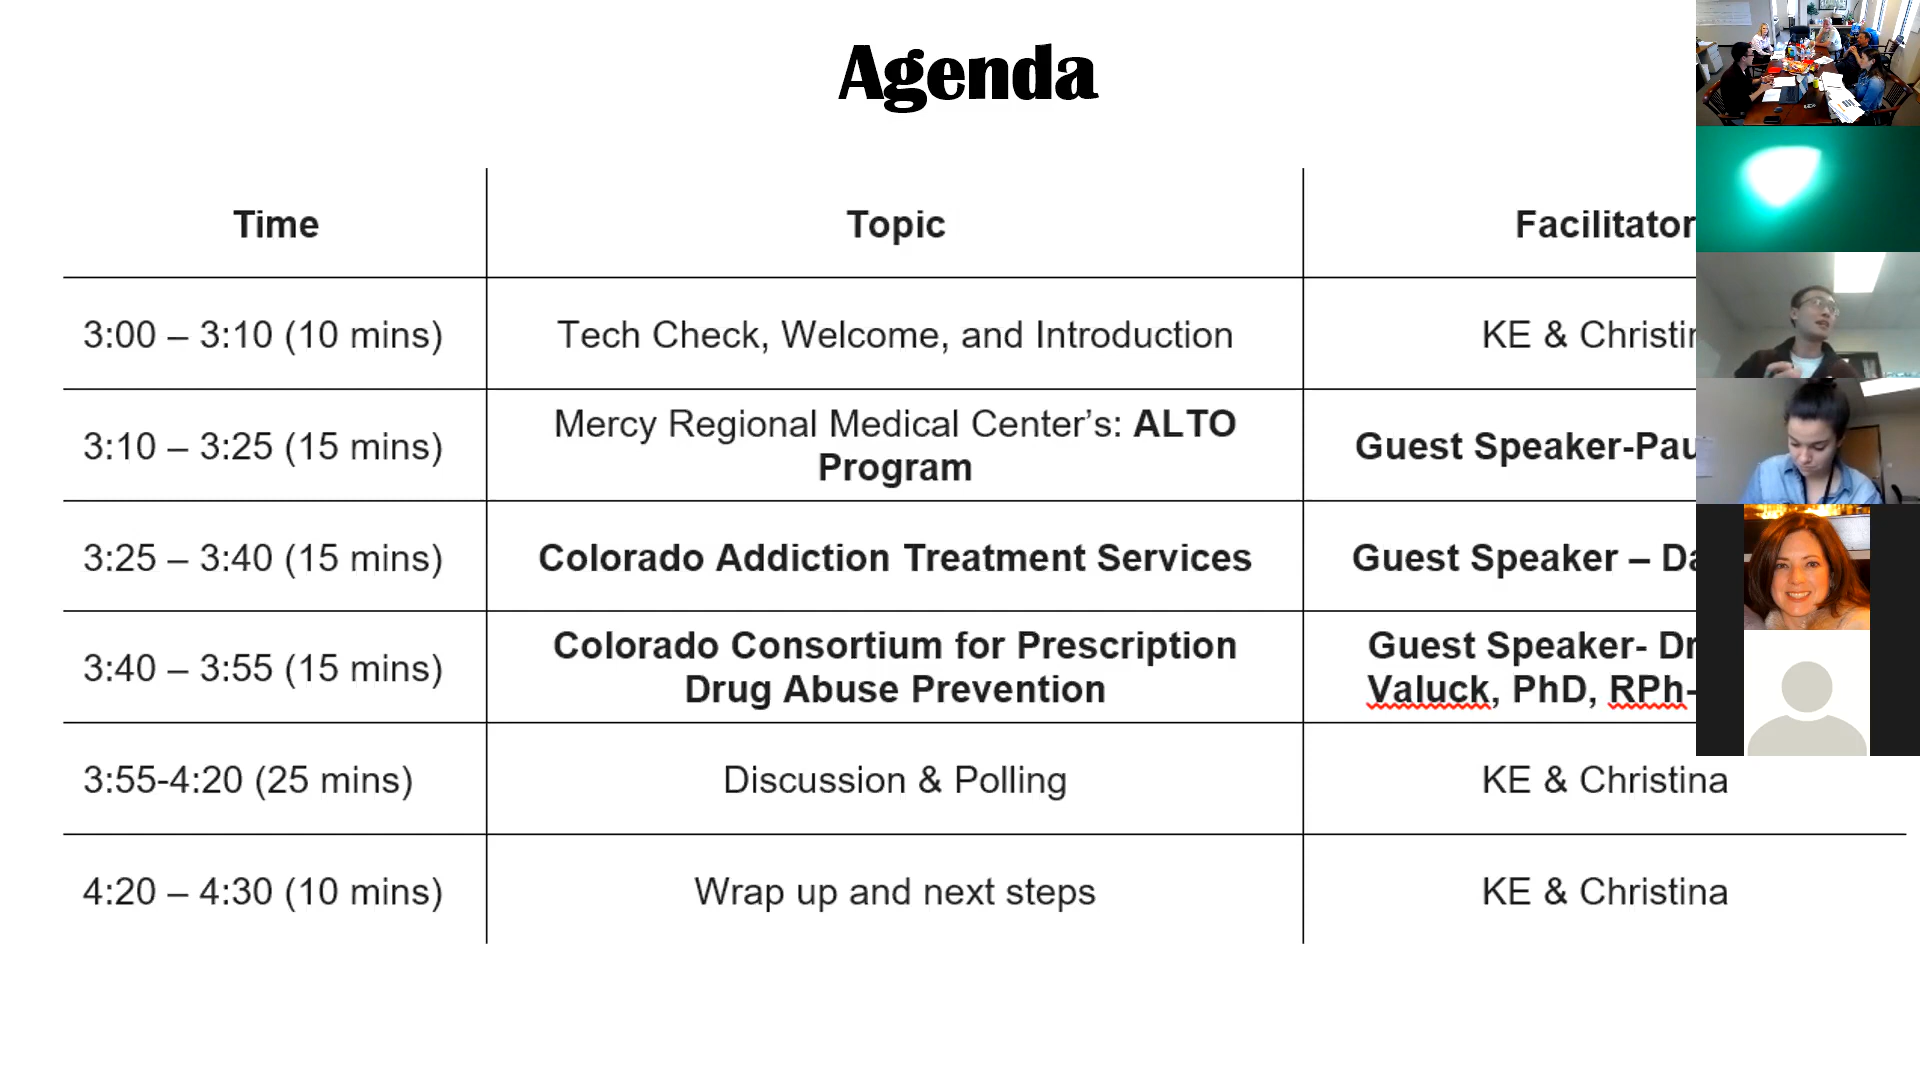 Agenda
Time
Topic
Facilitator
3:00 – 3:10 (10 mins)
Tech Check, Welcome, and Introduction
KE &
3:10 – 3:25 (15 mins)
Mercy Regional Medical Center’s: ALTO
Program
Guest
3:25 – 3:40 (15 mins)
Colorado Addiction Treatment Services
Guest Speaker –
3:40 – 3:55 (15 mins)
Colorado Consortium for Prescription
Drug Abuse Prevention
Guest Speaker- Dr
Valuck, PhD, RPh-
3:55-4:20 (25 mins)
Discussion & Polling
KE & Christina
4:20 – 4:30 (10 mins)
Wrap up and next steps
KE & Christina